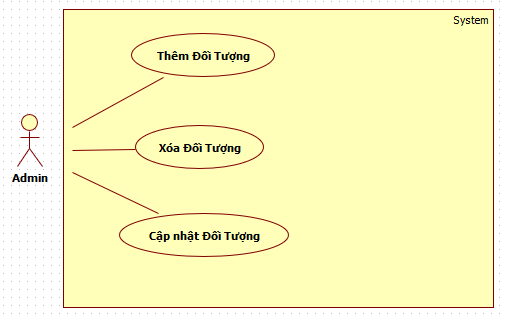 System
Thêm Đối Tượng
Xóa Đối Tượng
Admin
Cập nhật Đối Tượng